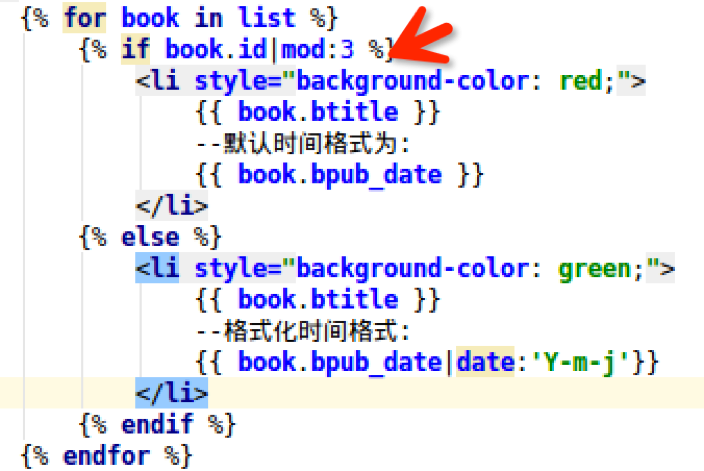 {% for book in list %}
{% if book.id|mod:3 %}
<li style="background-color: red;">
{{ book.btitle }}
--默认时间格式为:
{{ book.bpub_date }}
</li>
{% else %}
<li style="background-color: green;">
{{ book.btitle }}
--格式化时间格式:
{{ book.bpub_date|date:'Y-m-j'}}
</li>
{% endif %}
{% endfor %}